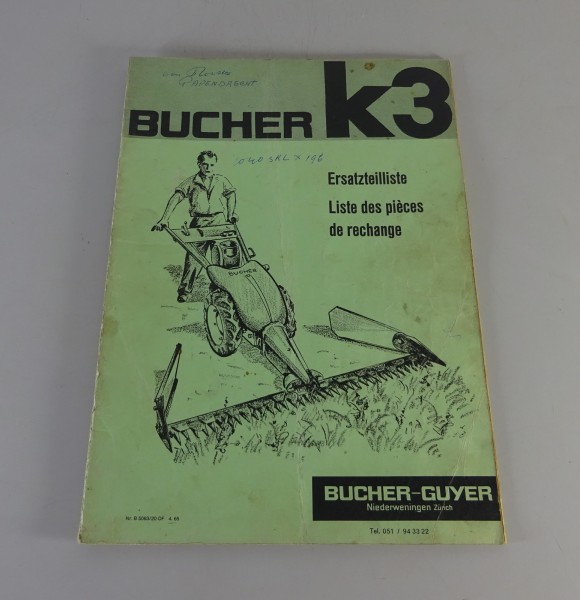 BUCHER k3
Ersatzteilliste
Liste des pièces
de rechange
BUCHER
BUCHER-GUYER
Niederweningen Zürich
Tel. 051 / 94 33 22